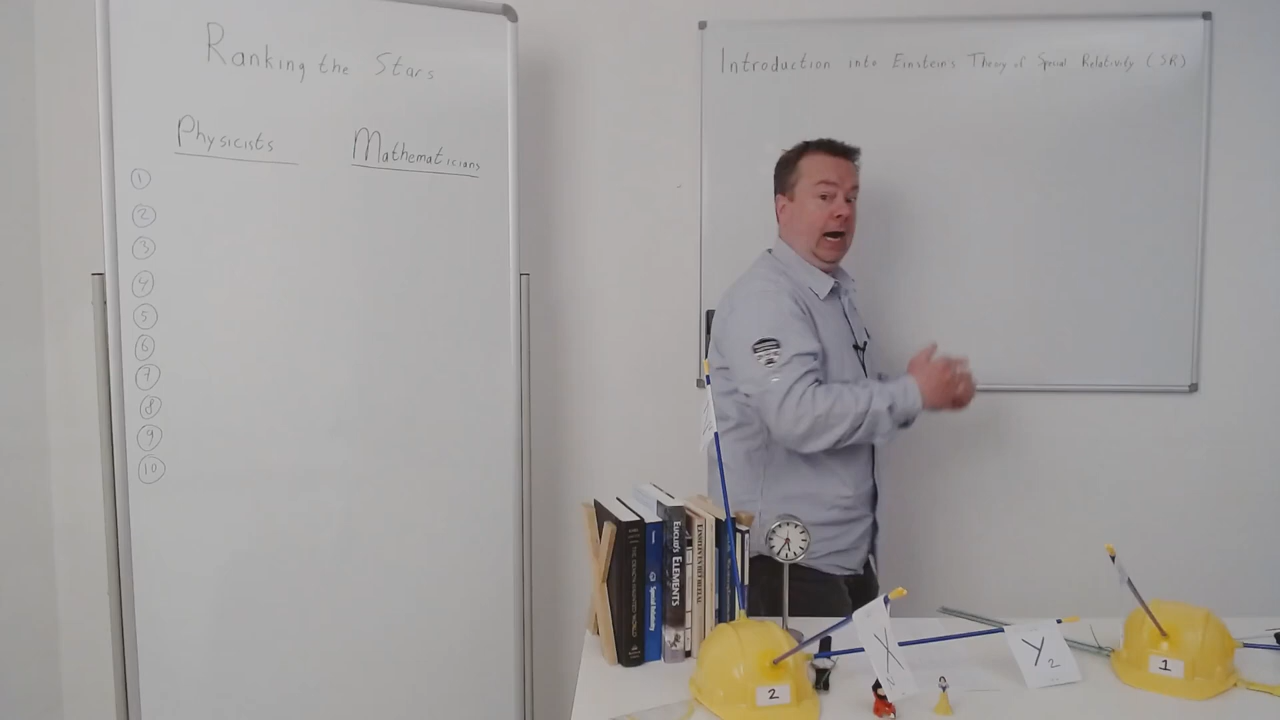 Ranking the Stars
Physicists
Mathematicians
1
2
3
4
5
6
7
8
9
10
Introduction into Einstein's Theory of Special Relativity (SR)
Special Relativity
EUCLID'S ELEMENTS
X
Y2
2
1